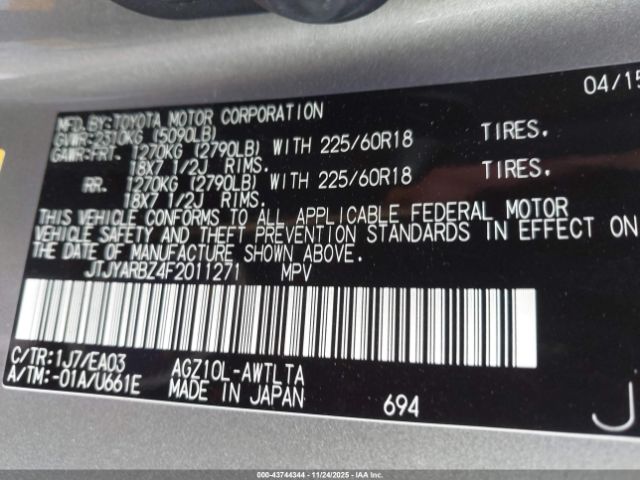 04/15
MFD.BY:TOYOTA MOTOR CORPORATION
GVWR:2310KG (5090LB)
GAWR:FRT. 1270KG (2790LB) WITH 225/60R18 TIRES.
18X7 1/2J RIMS.
RR. 1270KG (2790LB) WITH 225/60R18 TIRES.
18X7 1/2J RIMS.
THIS VEHICLE CONFORMS TO ALL APPLICABLE FEDERAL MOTOR
VEHICLE SAFETY AND THEFT PREVENTION STANDARDS IN EFFECT ON
THE DATE OF MANUFACTURE SHOWN ABOVE.
JTJYARBZ4F2011271 MPV
C/TR:1J7/EA03 AGZ10L-AWTLTA
A/TM:-01A/U661E MADE IN JAPAN 694
J
000-43744344 - 11/24/2025 - IAAI.COM